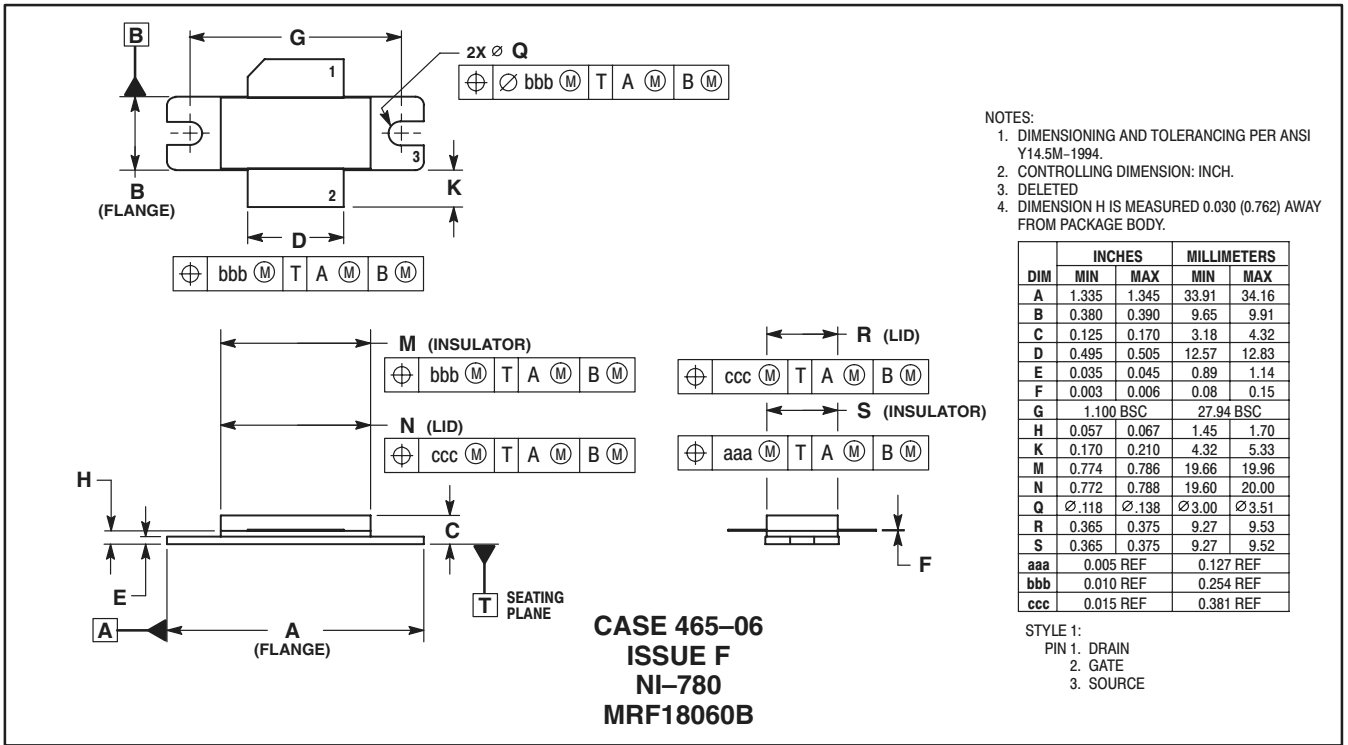 B
G
2X ⌀ Q
⌖ ⌀ bbb Ⓜ T A Ⓜ B Ⓜ
1
3
B
(FLANGE)
K
2
D
⌖ bbb Ⓜ T A Ⓜ B Ⓜ
M (INSULATOR)
⌖ bbb Ⓜ T A Ⓜ B Ⓜ
N (LID)
⌖ ccc Ⓜ T A Ⓜ B Ⓜ
R (LID)
⌖ ccc Ⓜ T A Ⓜ B Ⓜ
S (INSULATOR)
⌖ aaa Ⓜ T A Ⓜ B Ⓜ
H
C
E
F
T SEATING
PLANE
A
A
(FLANGE)
CASE 465–06
ISSUE F
NI–780
MRF18060B
NOTES:
1. DIMENSIONING AND TOLERANCING PER ANSI
Y14.5M–1994.
2. CONTROLLING DIMENSION: INCH.
3. DELETED
4. DIMENSION H IS MEASURED 0.030 (0.762) AWAY
FROM PACKAGE BODY.
INCHES MILLIMETERS
DIM MIN MAX MIN MAX
A 1.335 1.345 33.91 34.16
B 0.380 0.390 9.65 9.91
C 0.125 0.170 3.18 4.32
D 0.495 0.505 12.57 12.83
E 0.035 0.045 0.89 1.14
F 0.003 0.006 0.08 0.15
G 1.100 BSC 27.94 BSC
H 0.057 0.067 1.45 1.70
K 0.170 0.210 4.32 5.33
M 0.774 0.786 19.66 19.96
N 0.772 0.788 19.60 20.00
Q ⌀.118 ⌀.138 ⌀3.00 ⌀3.51
R 0.365 0.375 9.27 9.53
S 0.365 0.375 9.27 9.52
aaa 0.005 REF 0.127 REF
bbb 0.010 REF 0.254 REF
ccc 0.015 REF 0.381 REF
STYLE 1:
PIN 1. DRAIN
2. GATE
3. SOURCE